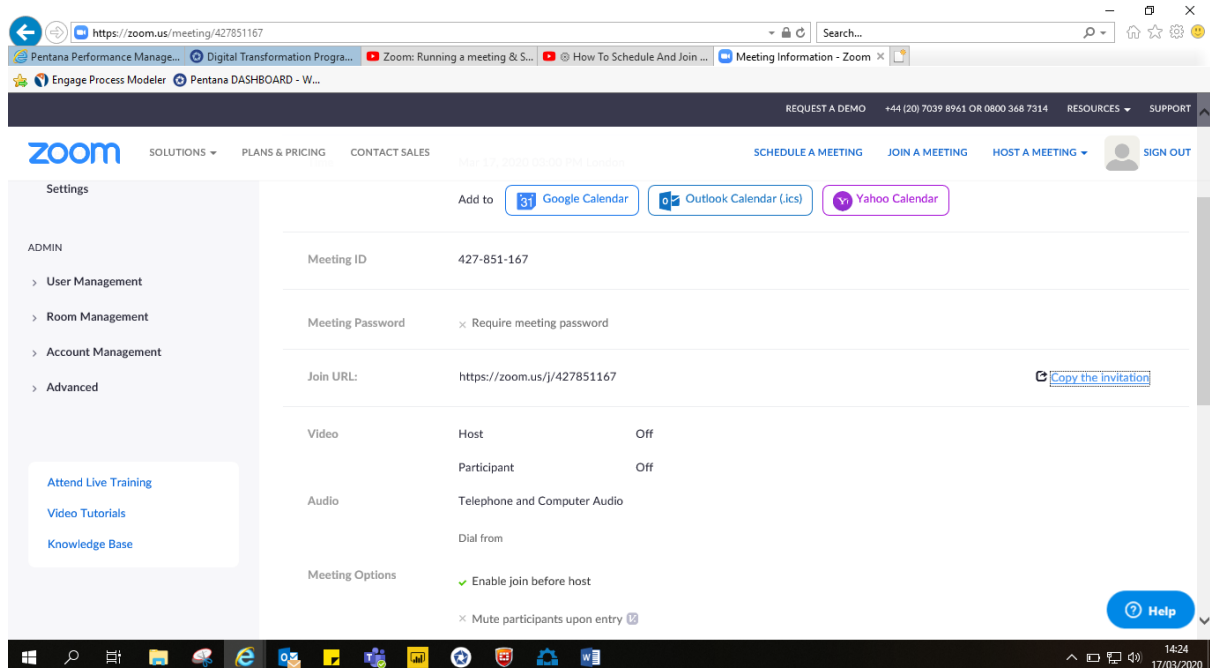 https://zoom.us/meeting/427851167
Search...
Pentana Performance Manage...
Digital Transformation Progra...
Zoom: Running a meeting & S...
How To Schedule And Join ...
Meeting Information - Zoom
Engage Process Modeler
Pentana DASHBOARD - W...
REQUEST A DEMO +44 (20) 7039 8961 OR 0800 368 7314 RESOURCES SUPPORT
zoom SOLUTIONS PLANS & PRICING CONTACT SALES SCHEDULE A MEETING JOIN A MEETING HOST A MEETING SIGN OUT
Settings
Add to 31 Google Calendar Outlook Calendar (.ics) Yahoo Calendar
ADMIN
User Management
Room Management
Account Management
Advanced
Attend Live Training
Video Tutorials
Knowledge Base
Meeting ID 427-851-167
Meeting Password × Require meeting password
Join URL: https://zoom.us/j/427851167 Copy the invitation
Video Host Off
Participant Off
Audio Telephone and Computer Audio
Dial from
Meeting Options Enable join before host
× Mute participants upon entry
Help
14:24
17/03/2020